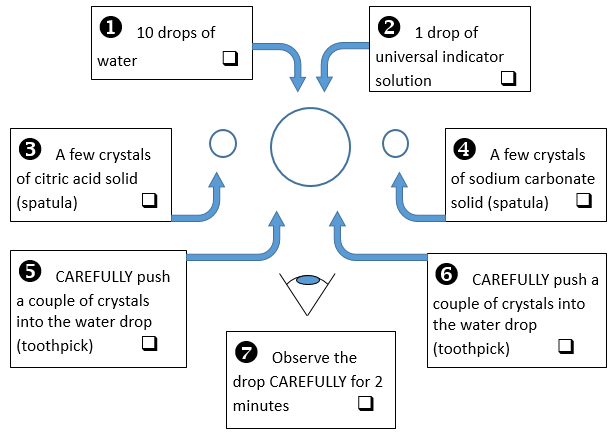 ❶ 10 drops of
water ❑
❷ 1 drop of
universal indicator
solution ❑
❸ A few crystals
of citric acid solid
(spatula) ❑
❹ A few crystals
of sodium carbonate
solid (spatula) ❑
❺ CAREFULLY push
a couple of crystals
into the water drop
(toothpick) ❑
❻ CAREFULLY push a
couple of crystals into
the water drop
(toothpick) ❑
❼ Observe the
drop CAREFULLY for 2
minutes ❑